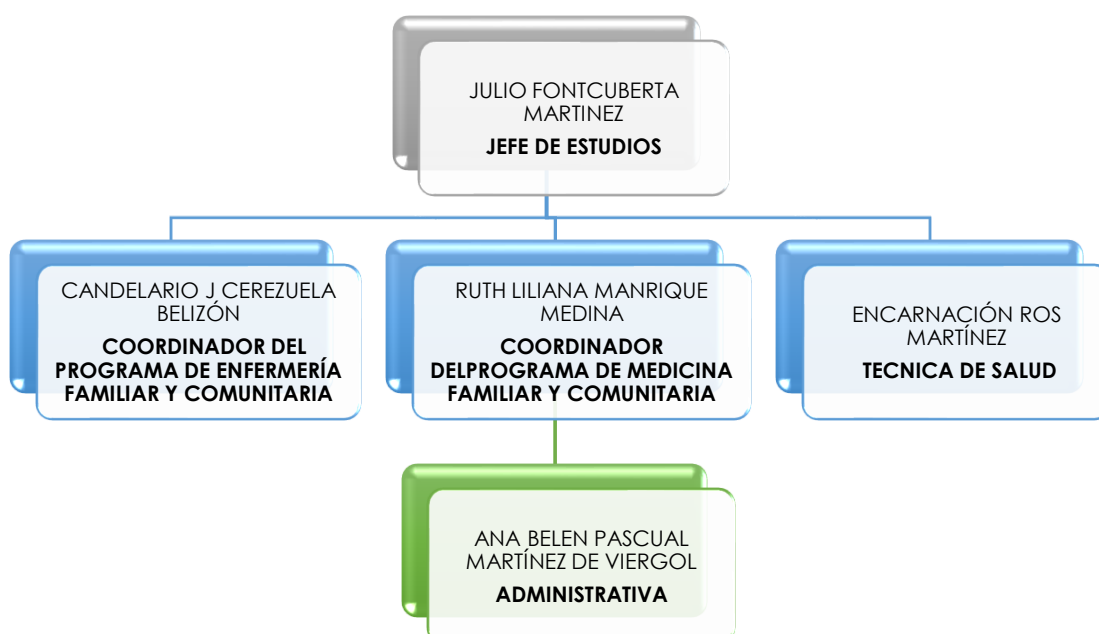 JULIO FONTCUBERTA
MARTINEZ
JEFE DE ESTUDIOS
CANDELARIO J CEREZUELA
BELIZÓN
COORDINADOR DEL
PROGRAMA DE ENFERMERÍA
FAMILIAR Y COMUNITARIA
RUTH LILIANA MANRIQUE
MEDINA
COORDINADOR
DELPROGRAMA DE MEDICINA
FAMILIAR Y COMUNITARIA
ENCARNACIÓN ROS
MARTÍNEZ
TECNICA DE SALUD
ANA BELEN PASCUAL
MARTÍNEZ DE VIERGOL
ADMINISTRATIVA